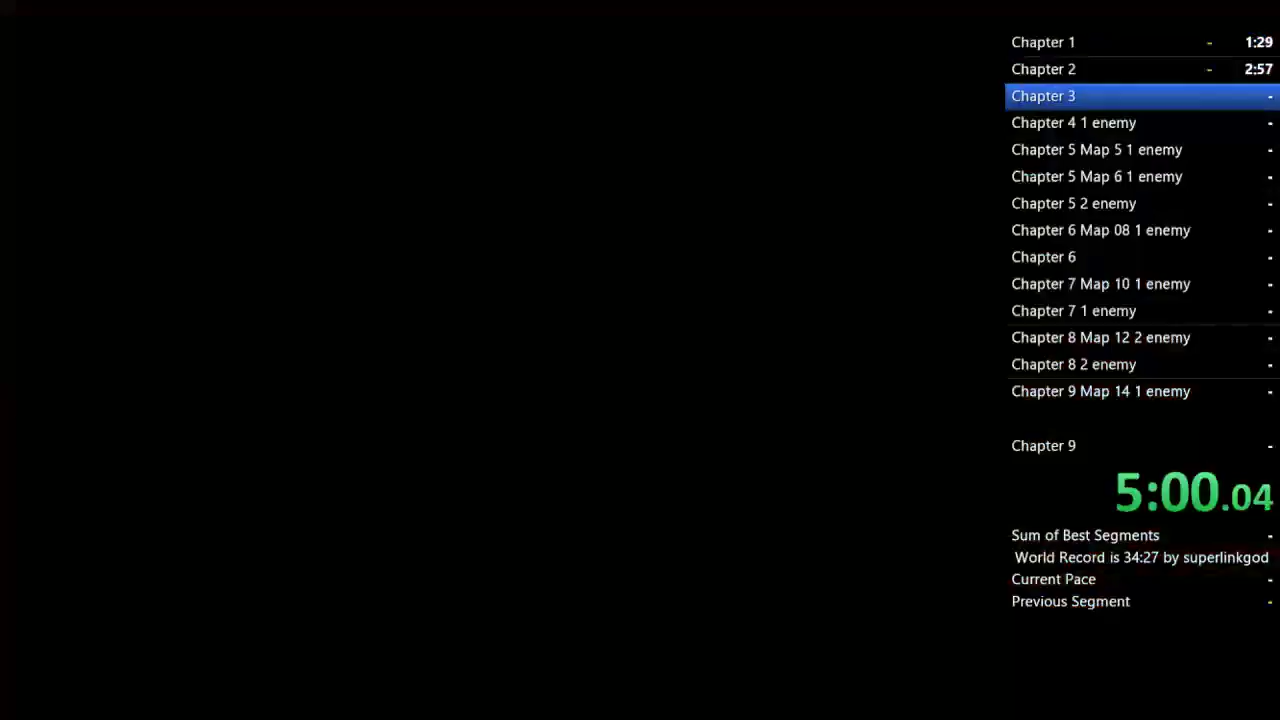 Chapter 1 - 1:29
Chapter 2 - 2:57
Chapter 3 -
Chapter 4 1 enemy -
Chapter 5 Map 5 1 enemy -
Chapter 5 Map 6 1 enemy -
Chapter 5 2 enemy -
Chapter 6 Map 08 1 enemy -
Chapter 6 -
Chapter 7 Map 10 1 enemy -
Chapter 7 1 enemy -
Chapter 8 Map 12 2 enemy -
Chapter 8 2 enemy -
Chapter 9 Map 14 1 enemy -
Chapter 9 -
5:00.04
Sum of Best Segments -
World Record is 34:27 by superlinkgod
Current Pace -
Previous Segment -